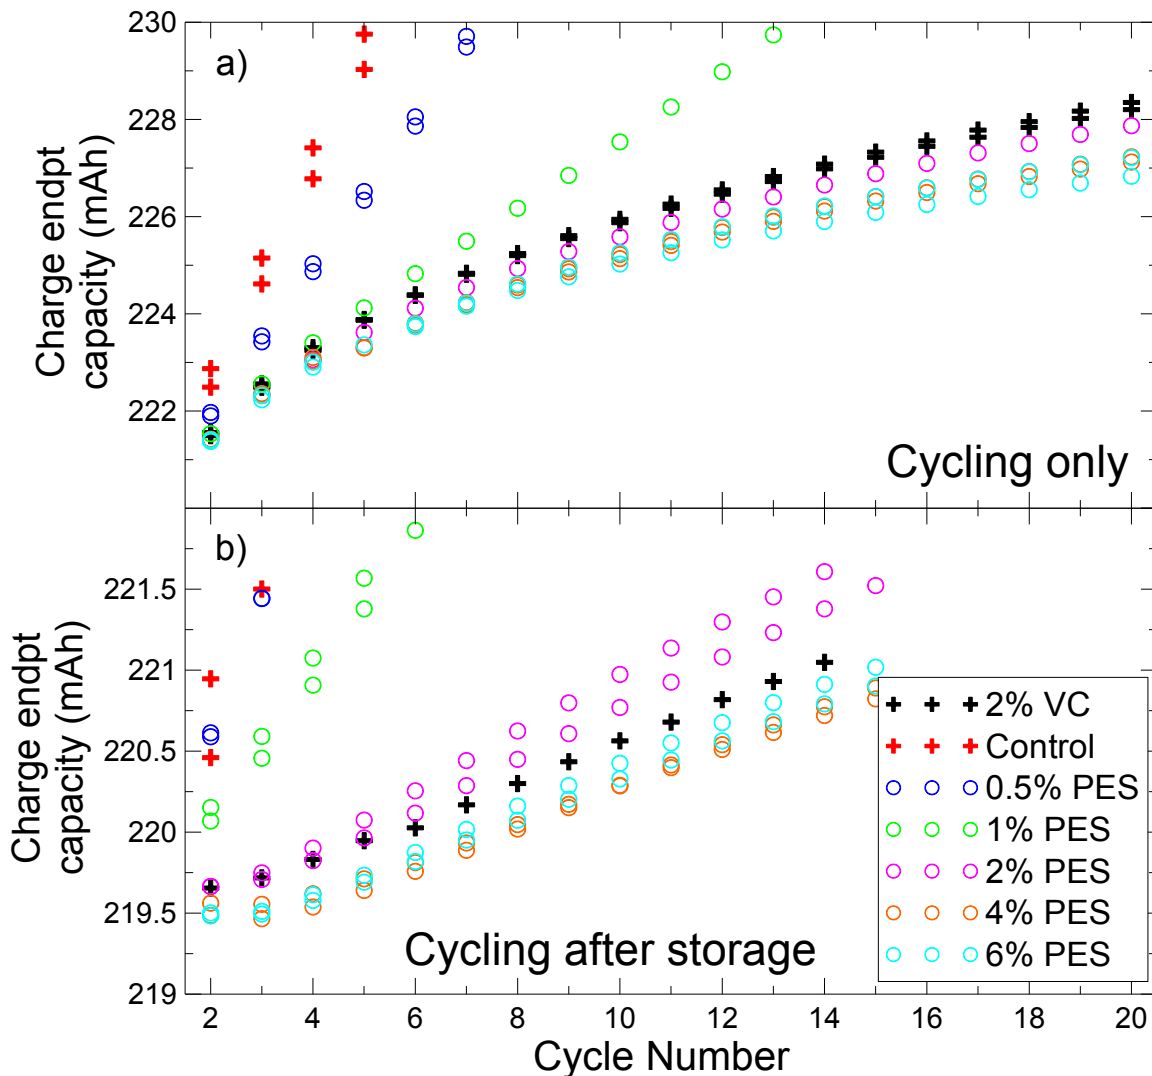 230
228
226
224
222
Charge endpt
capacity (mAh)
a)
Cycling only
221.5
221
220.5
220
219.5
219
Charge endpt
capacity (mAh)
b)
Cycling after storage
2% VC
Control
0.5% PES
1% PES
2% PES
4% PES
6% PES
2 4 6 8 10 12 14 16 18 20
Cycle Number